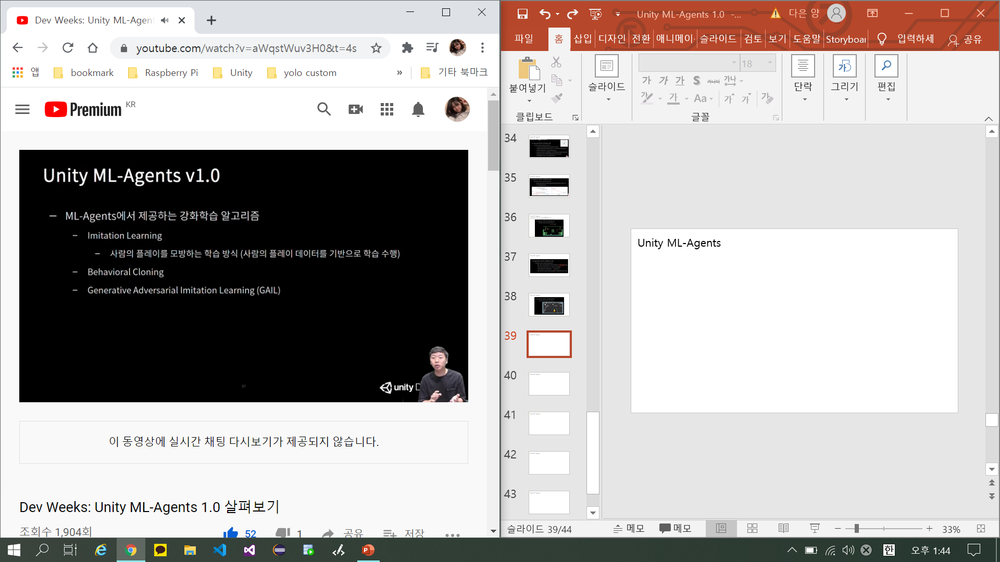 Dev Weeks: Unity ML-Agent
youtube.com/watch?v=aWqstWuv3H0&t=4s
앱
bookmark
Raspberry Pi
Unity
yolo custom
»
기타 북마크
Premium KR
Unity ML-Agents v1.0
– ML-Agents에서 제공하는 강화학습 알고리즘
– Imitation Learning
– 사람의 플레이를 모방하는 학습 방식 (사람의 플레이 데이터를 기반으로 학습 수행)
– Behavioral Cloning
– Generative Adversarial Imitation Learning (GAIL)
57
unity D
이 동영상에 실시간 채팅 다시보기가 제공되지 않습니다.
Dev Weeks: Unity ML-Agents 1.0 살펴보기
조회수 1,904회
52
1
공유
저장
Unity ML-Agents 1.0 -...
다은 양
파일
홈
삽입
디자인
전환
애니메이
슬라이드
검토
보기
도움말
Storyboar
입력하세
공유
붙여넣기
클립보드
슬라이드
18
가 가 가 S 가나다 간나
가 가 Aa 가 가 가
글꼴
단락
가
그리기
편집
34
35
36
37
38
39
40
41
42
43
Unity ML-Agents
슬라이드 39/44
메모
메모
33%
한
오후 1:44